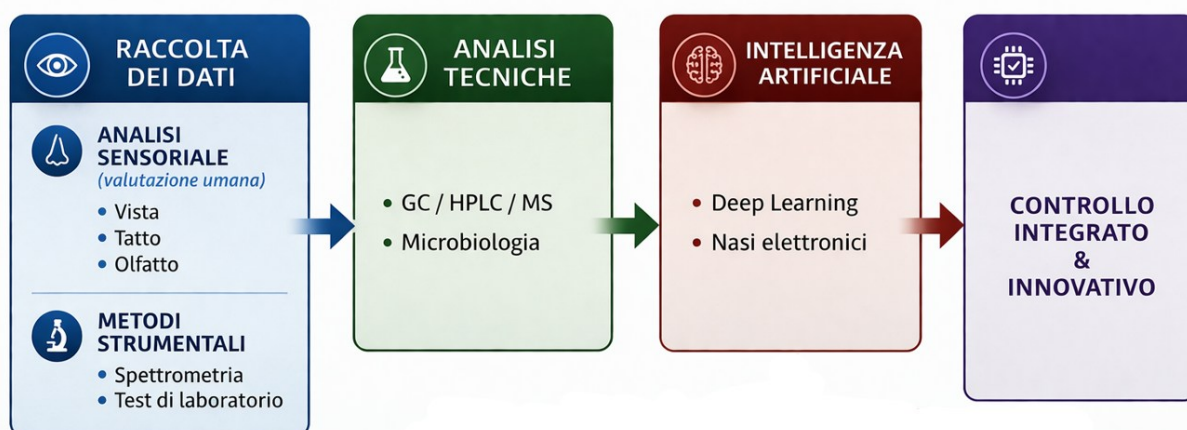 RACCOLTA
DEI DATI
ANALISI
SENSORIALE
(valutazione umana)
• Vista
• Tatto
• Olfatto
METODI
STRUMENTALI
• Spettrometria
• Test di laboratorio
ANALISI
TECNICHE
• GC / HPLC / MS
• Microbiologia
INTELLIGENZA
ARTIFICIALE
• Deep Learning
• Nasi elettronici
CONTROLLO
INTEGRATO
&
INNOVATIVO